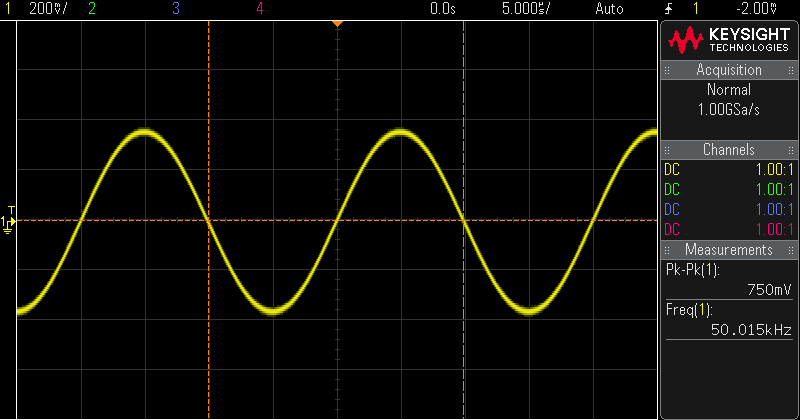 1 200mV/ 2 3 4 0.0s 5.000us/ Auto 1 -2.00mV
KEYSIGHT
TECHNOLOGIES
Acquisition
Normal
1.00GSa/s
Channels
DC 1.00:1
DC 1.00:1
DC 1.00:1
DC 1.00:1
Measurements
Pk-Pk(1):
750mV
Freq(1):
50.015kHz
T
1